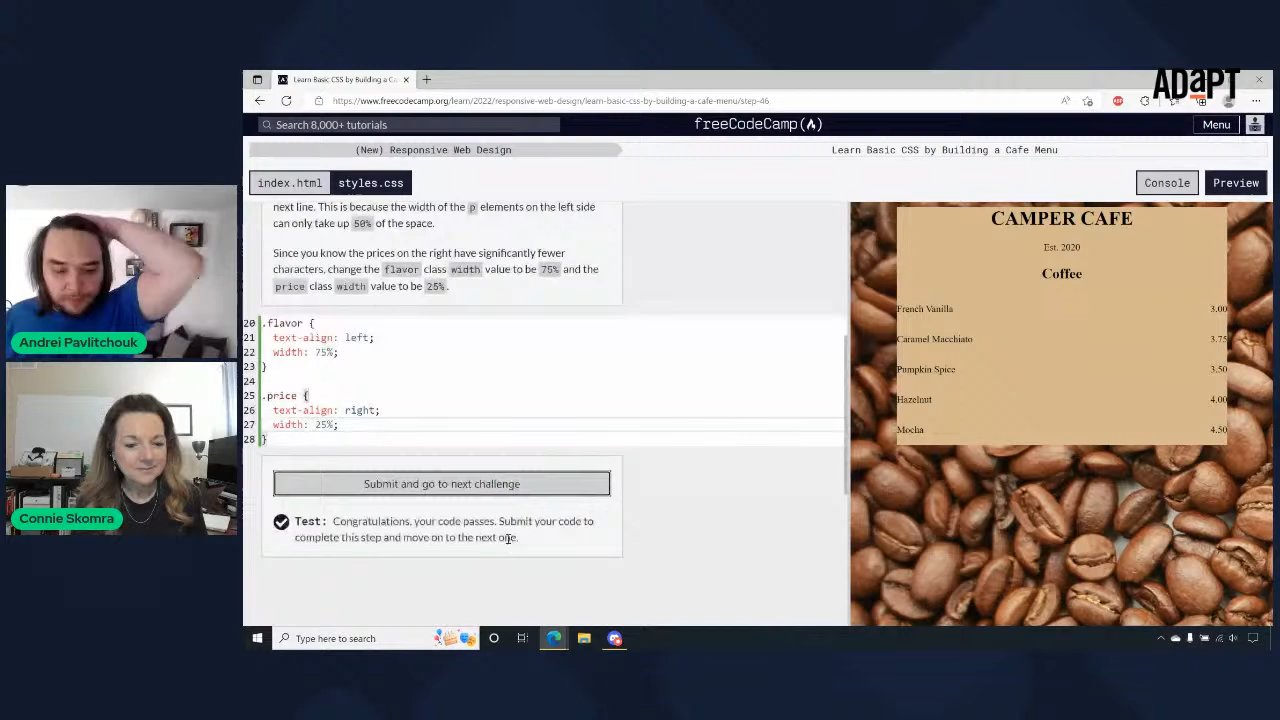 ADaPT
Learn Basic CSS by Building a Ca
https://www.freecodecamp.org/learn/2022/responsive-web-design/learn-basic-css-by-building-a-cafe-menu/step-46
Search 8,000+ tutorials
freeCodeCamp
Menu
(New) Responsive Web Design
Learn Basic CSS by Building a Cafe Menu
index.html
styles.css
Console
Preview
next line. This is because the width of the p elements on the left side
can only take up 50% of the space.
Since you know the prices on the right have significantly fewer
characters, change the flavor class width value to be 75% and the
price class width value to be 25%.
20 .flavor {
21 text-align: left;
22 width: 75%;
23 }
24
25 .price {
26 text-align: right;
27 width: 25%;
28 }
Submit and go to next challenge
Test: Congratulations, your code passes. Submit your code to
complete this step and move on to the next one.
CAMPER CAFE
Est. 2020
Coffee
French Vanilla 3.00
Caramel Macchiato 3.75
Pumpkin Spice 3.50
Hazelnut 4.00
Mocha 4.50
Andrei Pavlitchouk
Connie Skomra
Type here to search